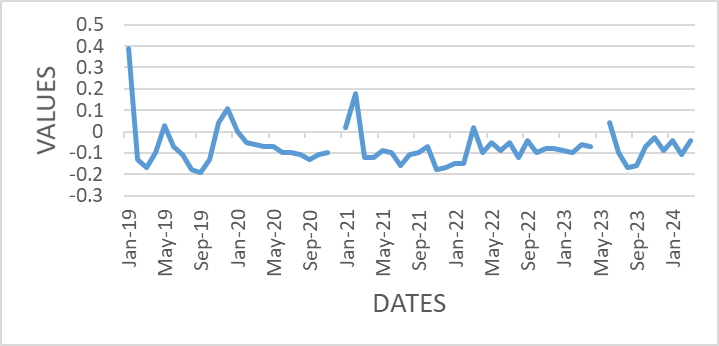 0.5
0.4
0.3
0.2
0.1
0
-0.1
-0.2
-0.3
VALUES
Jan-19
May-19
Sep-19
Jan-20
May-20
Sep-20
Jan-21
May-21
Sep-21
Jan-22
May-22
Sep-22
Jan-23
May-23
Sep-23
Jan-24
DATES